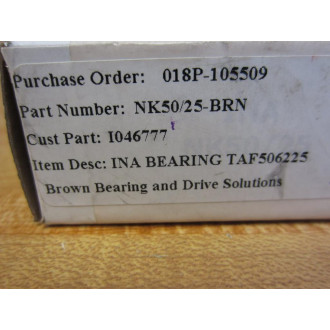 Purchase Order: 018P-105509
Part Number: NK50/25-BRN
Cust Part: I046777
Item Desc: INA BEARING TAF506225
Brown Bearing and Drive Solutions